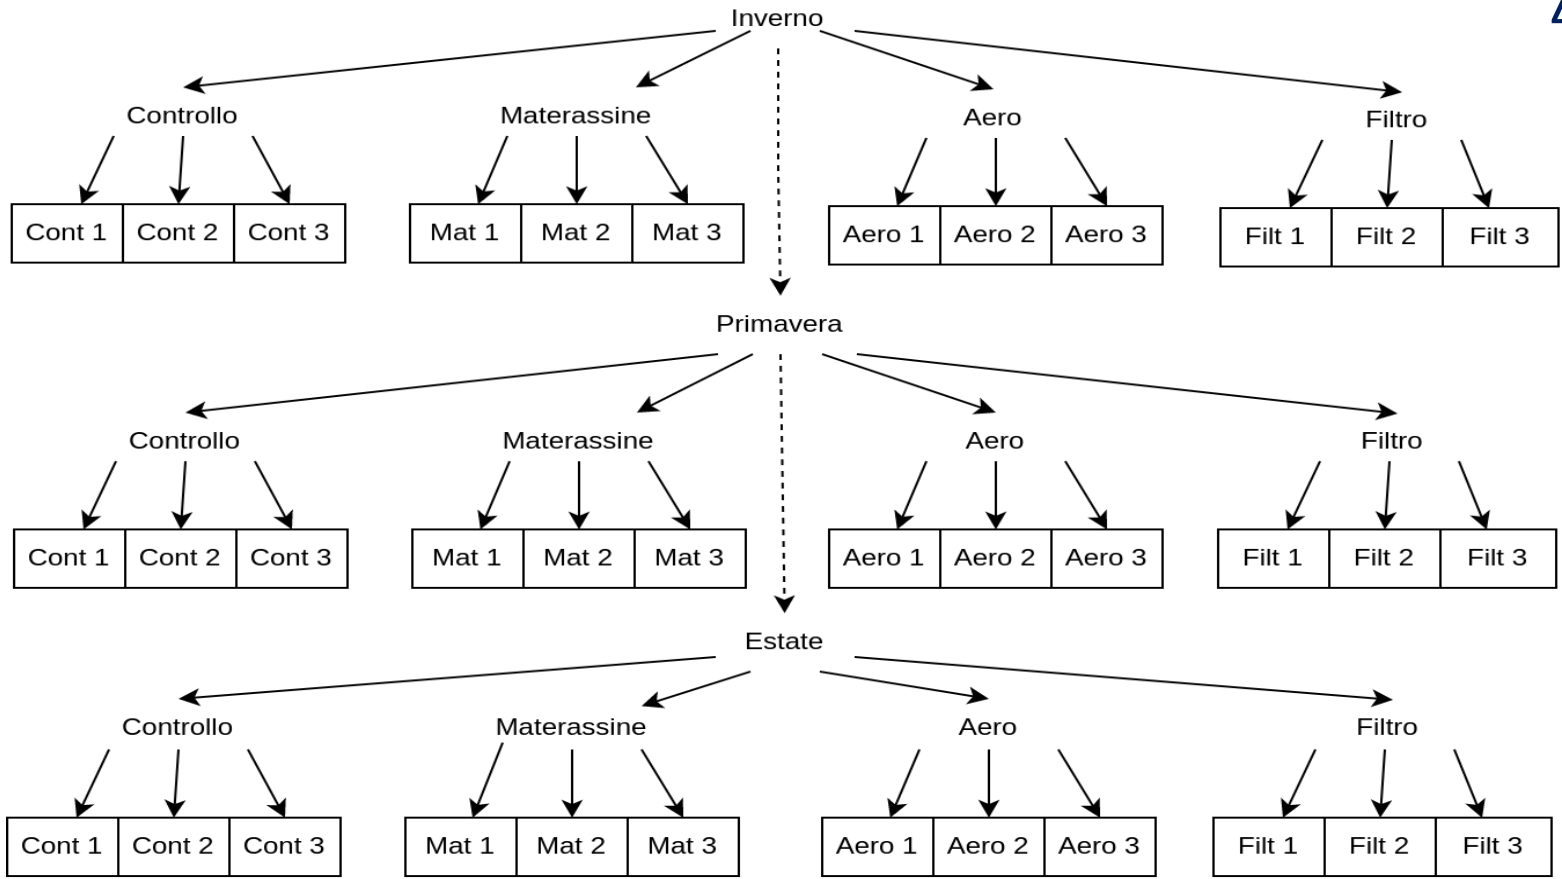 Inverno
Controllo Materassine Aero Filtro
Cont 1 Cont 2 Cont 3 Mat 1 Mat 2 Mat 3 Aero 1 Aero 2 Aero 3 Filt 1 Filt 2 Filt 3
Primavera
Controllo Materassine Aero Filtro
Cont 1 Cont 2 Cont 3 Mat 1 Mat 2 Mat 3 Aero 1 Aero 2 Aero 3 Filt 1 Filt 2 Filt 3
Estate
Controllo Materassine Aero Filtro
Cont 1 Cont 2 Cont 3 Mat 1 Mat 2 Mat 3 Aero 1 Aero 2 Aero 3 Filt 1 Filt 2 Filt 3